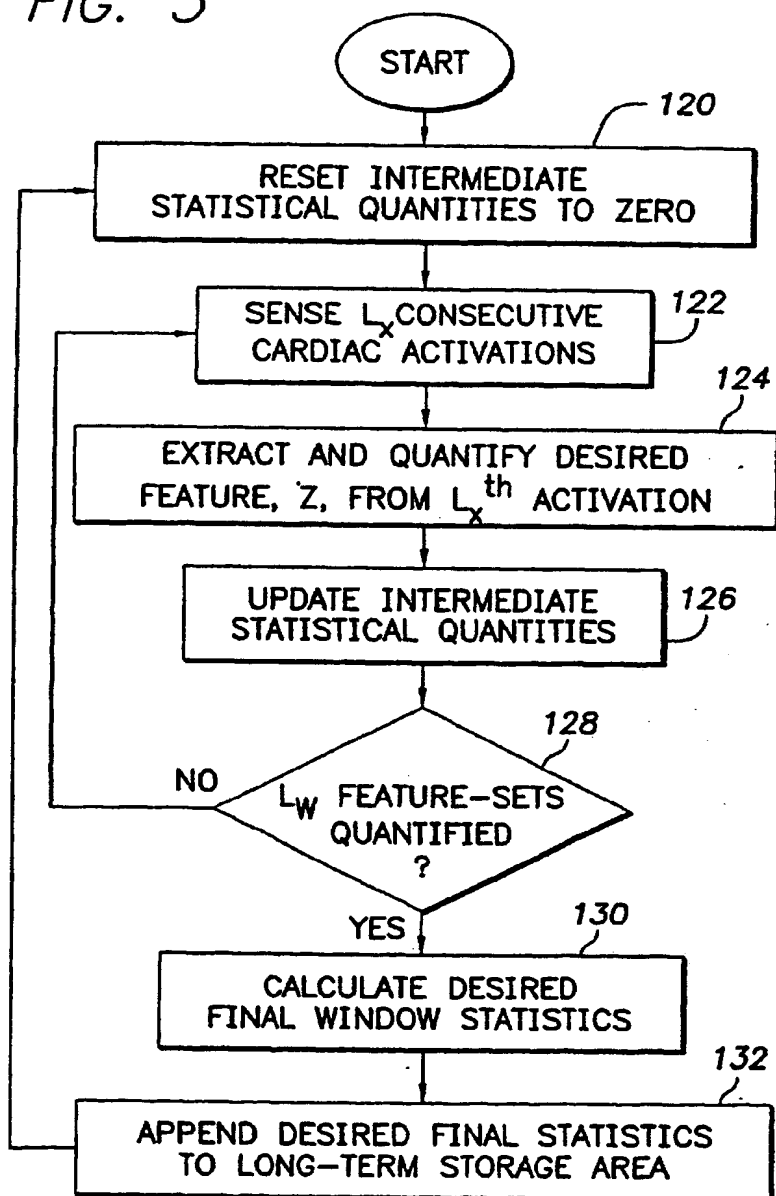 FIG. 5
START
120
RESET INTERMEDIATE
STATISTICAL QUANTITIES TO ZERO
SENSE Lx CONSECUTIVE
CARDIAC ACTIVATIONS
122
124
EXTRACT AND QUANTIFY DESIRED
FEATURE, Z, FROM Lx th ACTIVATION
UPDATE INTERMEDIATE
STATISTICAL QUANTITIES
126
128
NO
LW FEATURE-SETS
QUANTIFIED
?
YES
130
CALCULATE DESIRED
FINAL WINDOW STATISTICS
132
APPEND DESIRED FINAL STATISTICS
TO LONG-TERM STORAGE AREA